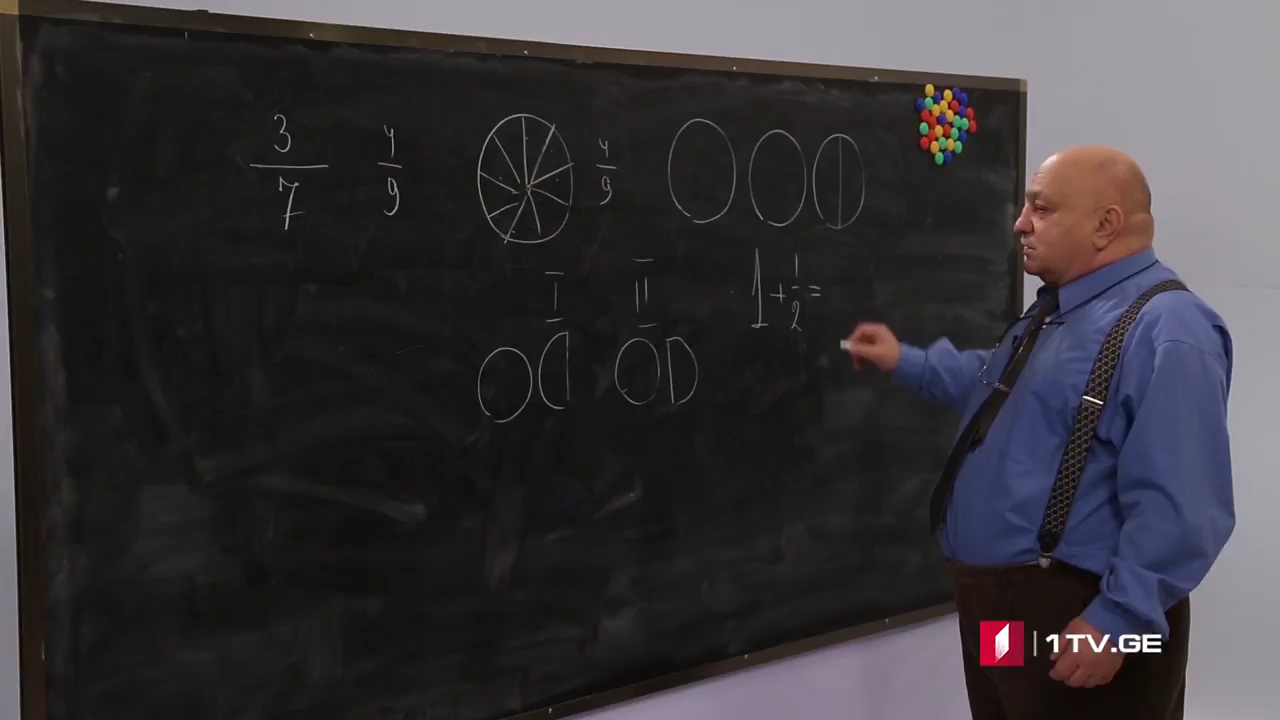 3/7 4/9 4/9
I II 1 + 1/2 =
1TV.GE